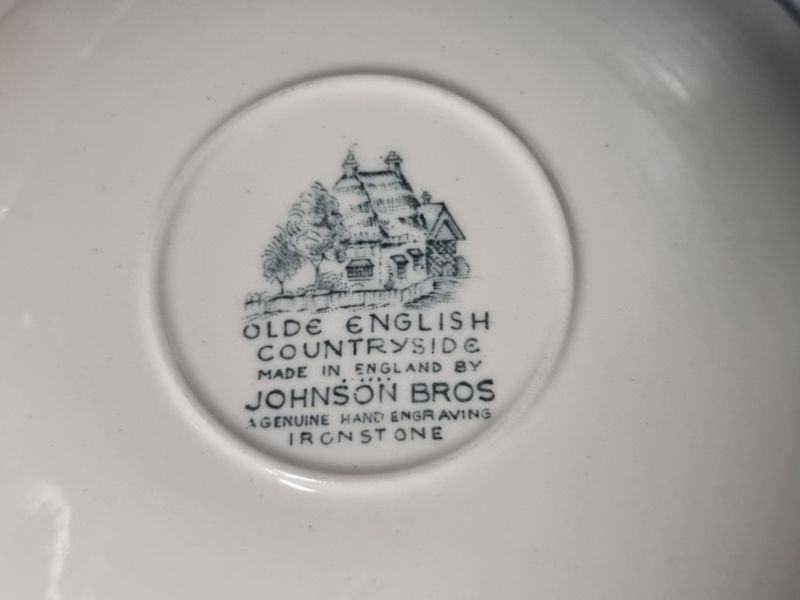 OLDE ENGLISH
COUNTRYSIDE
MADE IN ENGLAND BY
JOHNSON BROS
A GENUINE HAND ENGRAVING
IRONSTONE